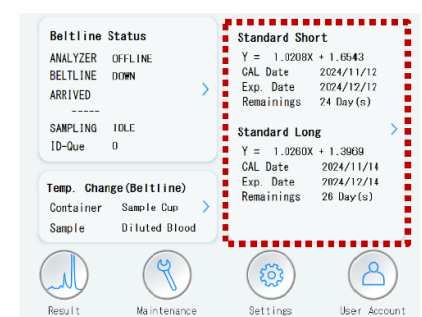 Beltline Status
ANALYZER OFFLINE
BELTLINE DOWN
ARRIVED
-----
SAMPLING IDLE
ID-Que 0
Temp. Change(Beltline)
Container Sample Cup
Sample Diluted Blood
Standard Short
Y = 1.0208X + 1.6543
CAL Date 2024/11/12
Exp. Date 2024/12/12
Remainings 24 Day(s)
Standard Long
Y = 1.0260X + 1.3969
CAL Date 2024/11/14
Exp. Date 2024/12/14
Remainings 26 Day(s)
Result Maintenance Settings User Account